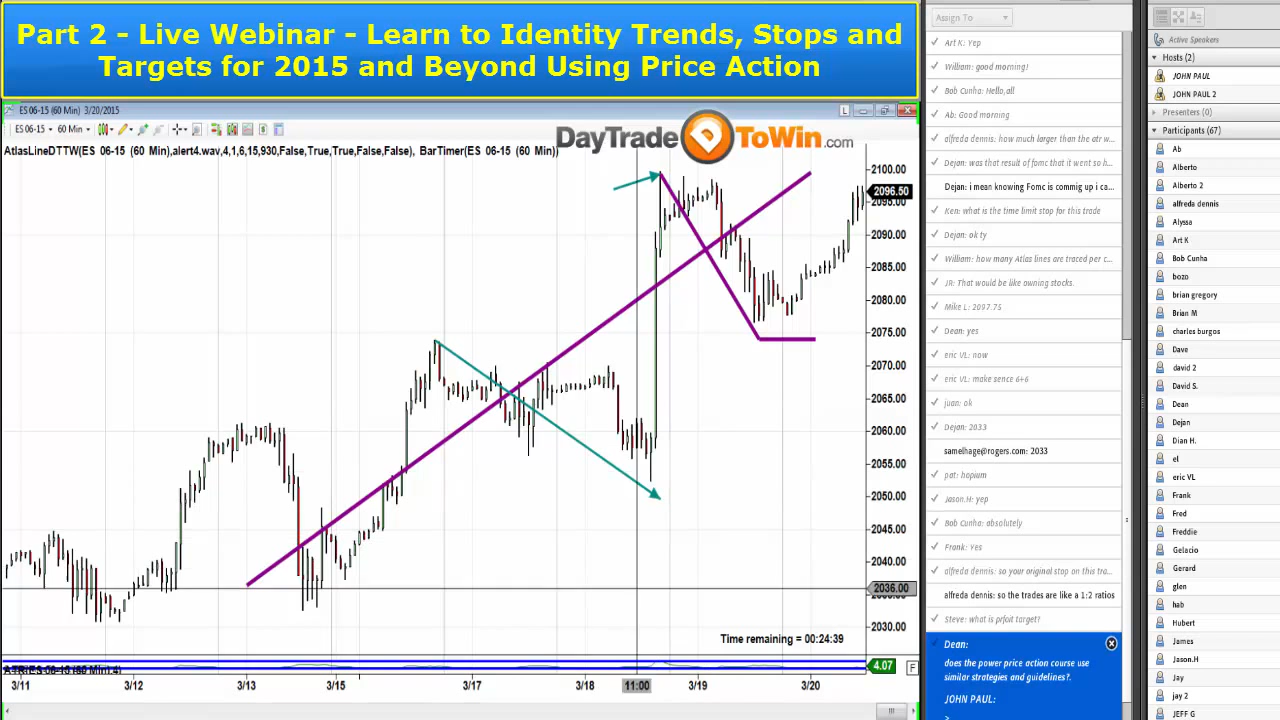 Part 2 - Live Webinar - Learn to Identity Trends, Stops and
Targets for 2015 and Beyond Using Price Action
ES 06-15 (60 Min) 3/20/2015
ES 06-15 60 Min
AtlasLineDTTW(ES 06-15 (60 Min),alert4.wav,4,1,6,15,930,False,True,True,False,False), BarTimer(ES 06-15 (60 Min))
DayTradeToWin.com
2100.00
2096.50
2095.00
2090.00
2085.00
2080.00
2075.00
2070.00
2065.00
2060.00
2055.00
2050.00
2045.00
2040.00
2036.00
2030.00
Time remaining = 00:24:39
ATR(ES 06-15 (60 Min),4)
4.07
F
L
3/11
3/12
3/13
3/15
3/17
3/18
11:00
3/19
3/20
Assign To
Art K: Yep
William: good morning!
Bob Cunha: Hello,all
Ab: Good morning
alfreda dennis: how much larger than the atr w...
Dejan: was that result of fomc that it went so h...
Dejan: i mean knowing Fomc is commig up i ca...
Ken: what is the time limit stop for this trade
Dejan: ok ty
William: how many Atlas lines are traced per c...
JR: That would be like owning stocks.
Mike L: 2097.75
Dean: yes
eric VL: now
eric VL: make sence 6+6
juan: ok
Dejan: 2033
samelhage@rogers.com: 2033
pat: hopium
Jason.H: yep
Bob Cunha: absolutely
Frank: Yes
alfreda dennis: so your original stop on this tra...
alfreda dennis: so the trades are like a 1:2 ratios
Steve: what is prfoit target?
Dean:
does the power price action course use
similar strategies and guidelines?.
JOHN PAUL:
>
Active Speakers
Hosts (2)
JOHN PAUL
JOHN PAUL 2
Presenters (0)
Participants (67)
Ab
Alberto
Alberto 2
alfreda dennis
Alyssa
Art K
Bob Cunha
bozo
brian gregory
Brian M
charles burgos
Dave
david 2
David S.
Dean
Dejan
Dian H.
el
eric VL
Frank
Fred
Freddie
Gelacio
Gerard
glen
hab
Hubert
James
Jason.H
Jay
jay 2
JEFF G